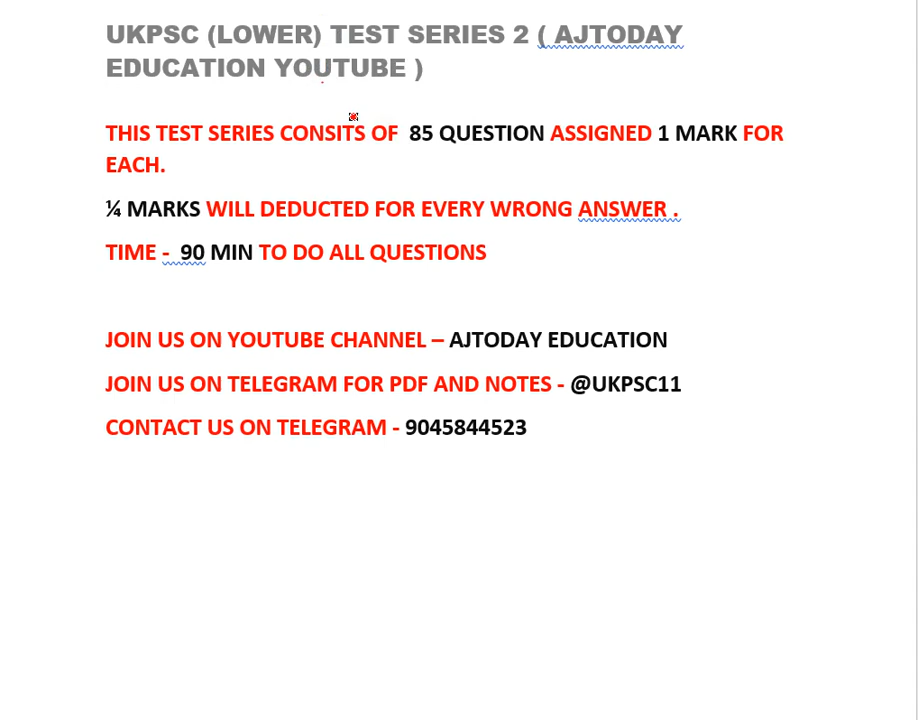 UKPSC (LOWER) TEST SERIES 2 ( AJTODAY
EDUCATION YOUTUBE )
THIS TEST SERIES CONSITS OF 85 QUESTION ASSIGNED 1 MARK FOR
EACH.
¼ MARKS WILL DEDUCTED FOR EVERY WRONG ANSWER .
TIME - 90 MIN TO DO ALL QUESTIONS
JOIN US ON YOUTUBE CHANNEL – AJTODAY EDUCATION
JOIN US ON TELEGRAM FOR PDF AND NOTES - @UKPSC11
CONTACT US ON TELEGRAM - 9045844523